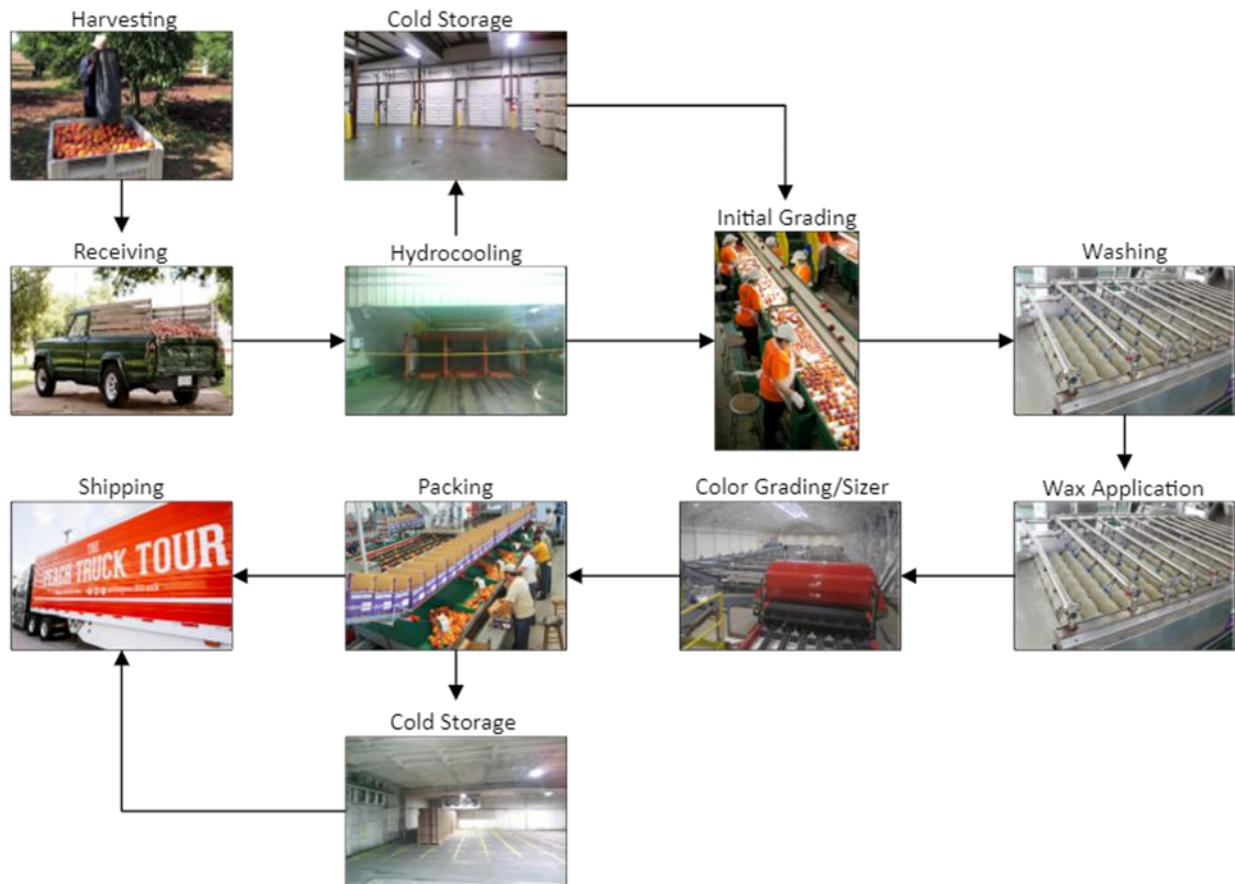 Harvesting
Cold Storage
Receiving
Hydrocooling
Initial Grading
Washing
Shipping
Packing
Color Grading/Sizer
Wax Application
THE
PEACH TRUCK TOUR
Cold Storage